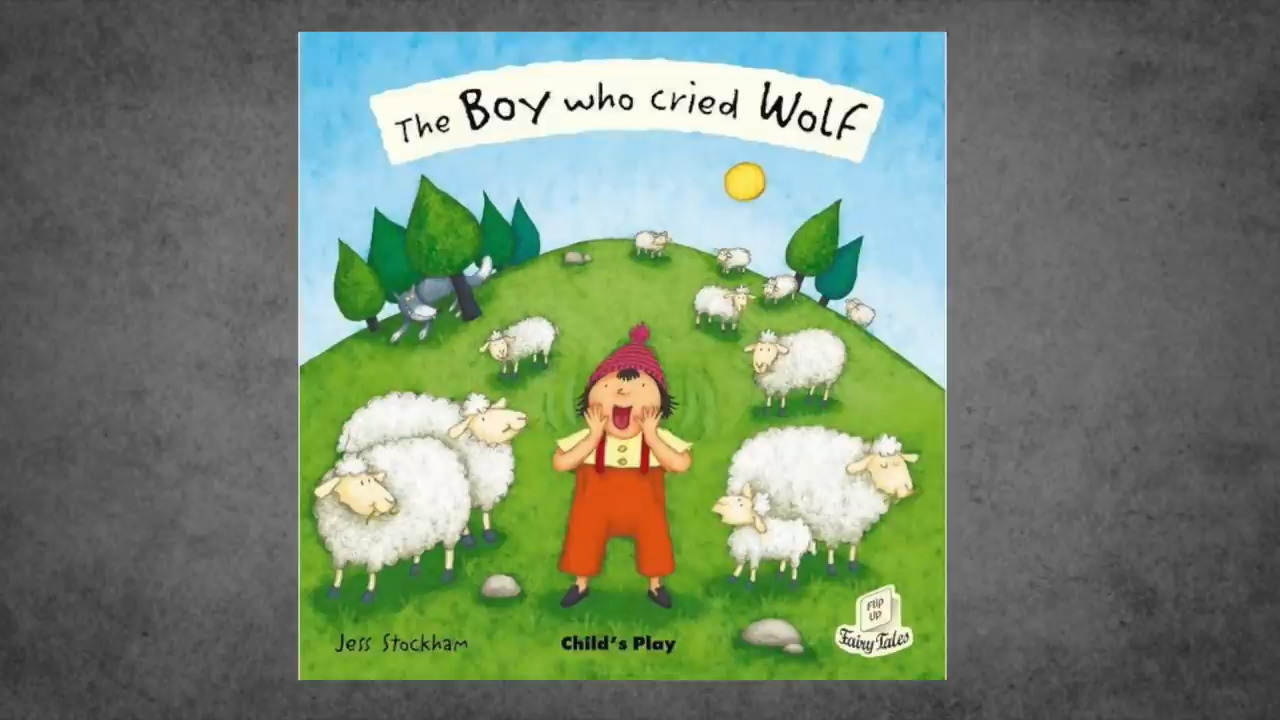 The Boy who cried Wolf
FLIP
UP
Fairy Tales
Jess Stockham
Child's Play